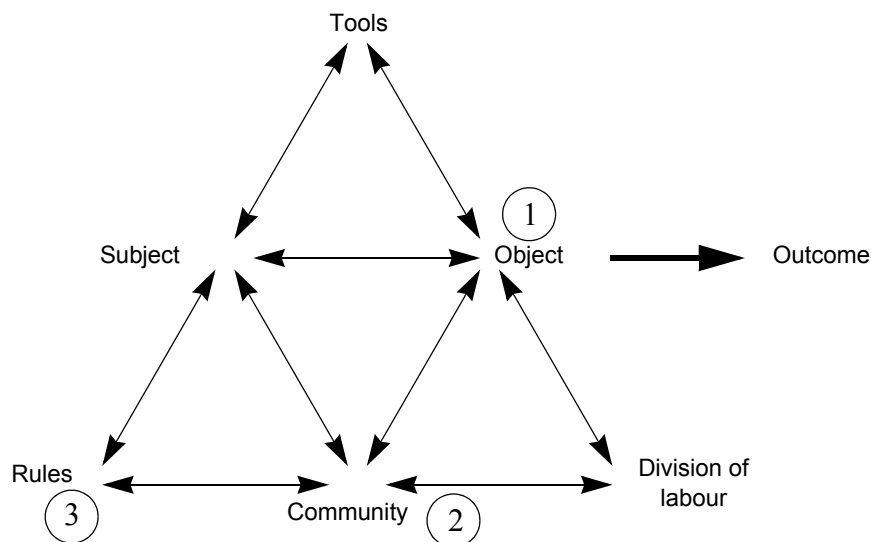 Tools
1
Subject
Object
Outcome
Rules
Division of
labour
3
Community
2